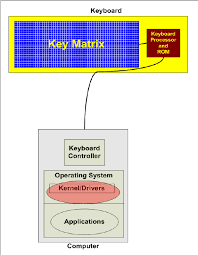 Keyboard
Key Matrix
Keyboard
Processor
and
ROM
Keyboard
Controller
Operating System
Kernel/Drivers
Applications
Computer